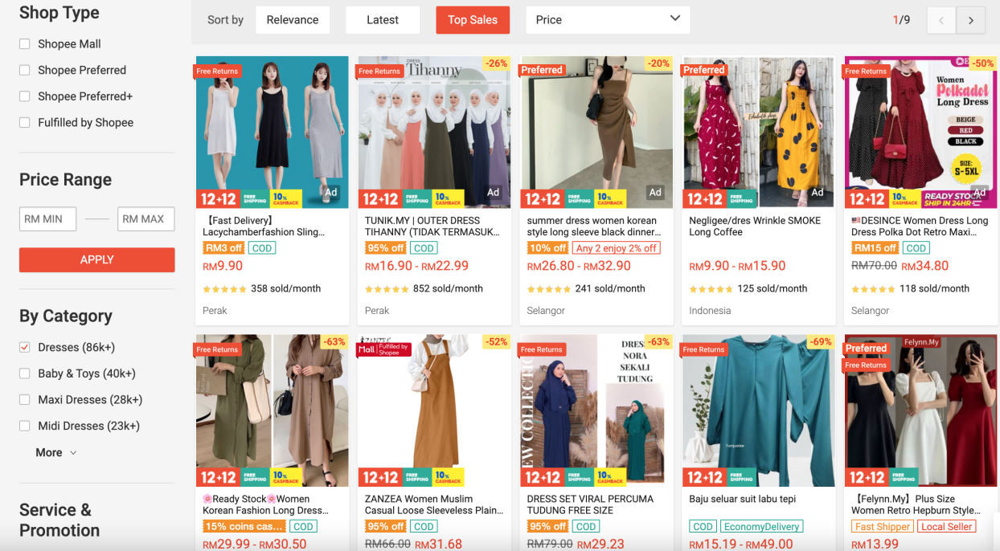 Shop Type
Shopee Mall
Shopee Preferred
Shopee Preferred+
Fulfilled by Shopee
Price Range
RM MIN
RM MAX
APPLY
By Category
Dresses (86k+)
Baby & Toys (40k+)
Maxi Dresses (28k+)
Midi Dresses (23k+)
More
Service &
Promotion
Sort by
Relevance
Latest
Top Sales
Price
1/9
Free Returns
Ad
12+12
FREE
SHIPPING
10%
CASHBACK
【Fast Delivery】
Lacychamberfashion Sling…
RM3 off
COD
RM9.90
358 sold/month
Perak
-26%
Free Returns
DRESS
Tihanny
Ad
12+12
FREE
SHIPPING
10%
CASHBACK
TUNIK.MY | OUTER DRESS
TIHANNY (TIDAK TERMASUK…
95% off
COD
RM16.90 - RM22.99
852 sold/month
Perak
-20%
Preferred
Ad
12+12
FREE
SHIPPING
10%
CASHBACK
summer dress women korean
style long sleeve black dinner…
10% off
Any 2 enjoy 2% off
RM26.80 - RM32.90
241 sold/month
Selangor
Preferred
Ad
12+12
FREE
SHIPPING
Negligee/dres Wrinkle SMOKE
Long Coffee
RM9.90 - RM15.90
125 sold/month
Indonesia
-50%
Free Returns
Women
Polkadot
Long Dress
BEIGE
RED
BLACK
SIZE:
S-5XL
Ad
12+12
10%
CASHBACK
READY STOCK
SHIP IN 24HR
🇲🇾DESINCE Women Dress Long
Dress Polka Dot Retro Maxi…
RM15 off
COD
RM70.00 RM34.80
118 sold/month
Selangor
-63%
Free Returns
12+12
FREE
SHIPPING
10%
CASHBACK
🌸Ready Stock🌸Women
Korean Fashion Long Dress…
15% coins cas…
COD
RM29.99 - RM30.50
-52%
ZANZEA
Mall
Fulfilled by
Shopee
12+12
FREE
SHIPPING
10%
CASHBACK
ZANZEA Women Muslim
Casual Loose Sleeveless Plain…
95% off
COD
RM66.00 RM31.68
-63%
Free Returns
DRESS
NORA
SEKALI
TUDUNG
NEW COLLECTIO
12+12
FREE
SHIPPING
10%
CASHBACK
DRESS SET VIRAL PERCUMA
TUDUNG FREE SIZE
95% off
COD
RM79.00 RM29.23
-69%
Free Returns
Turquoise
12+12
FREE
SHIPPING
Baju seluar suit labu tepi
COD
EconomyDelivery
RM15.19 - RM49.00
Preferred
Free Returns
Felynn.My
12+12
FREE
SHIPPING
【Felynn.My】Plus Size
Women Retro Hepburn Style…
Fast Shipper
Local Seller
RM13.99